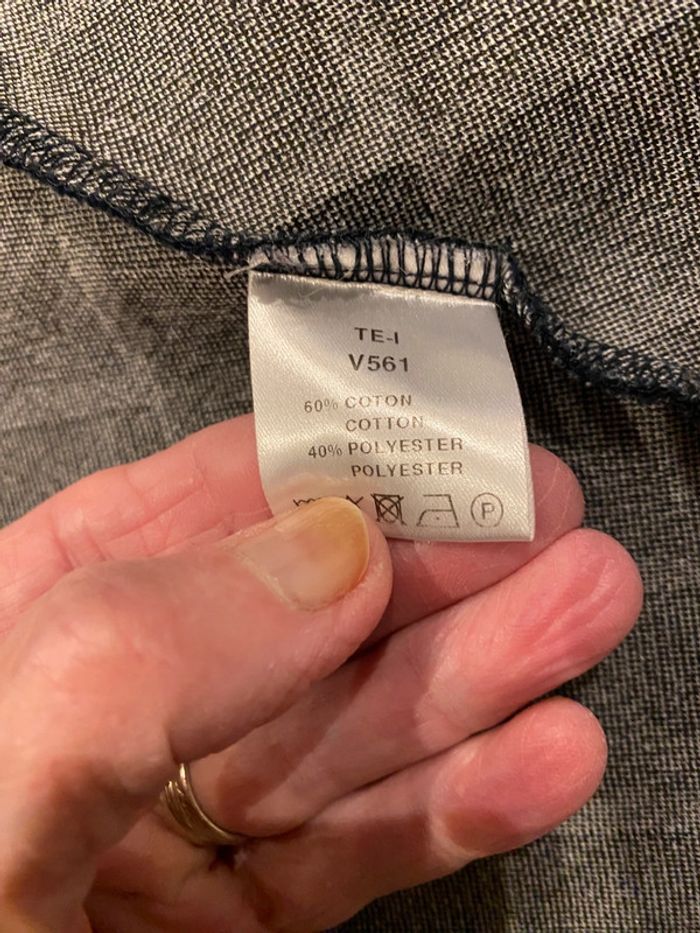 TE-I
V561
60% COTON
COTTON
40% POLYESTER
POLYESTER
P